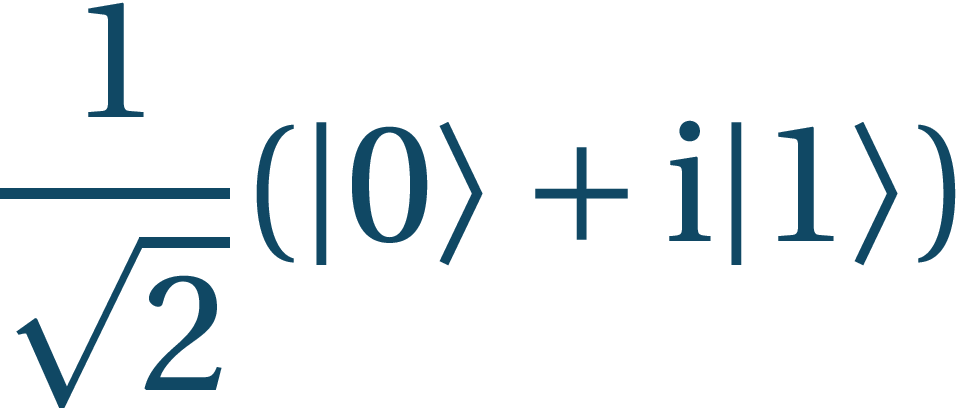 1/√2 (|0⟩ + i|1⟩)